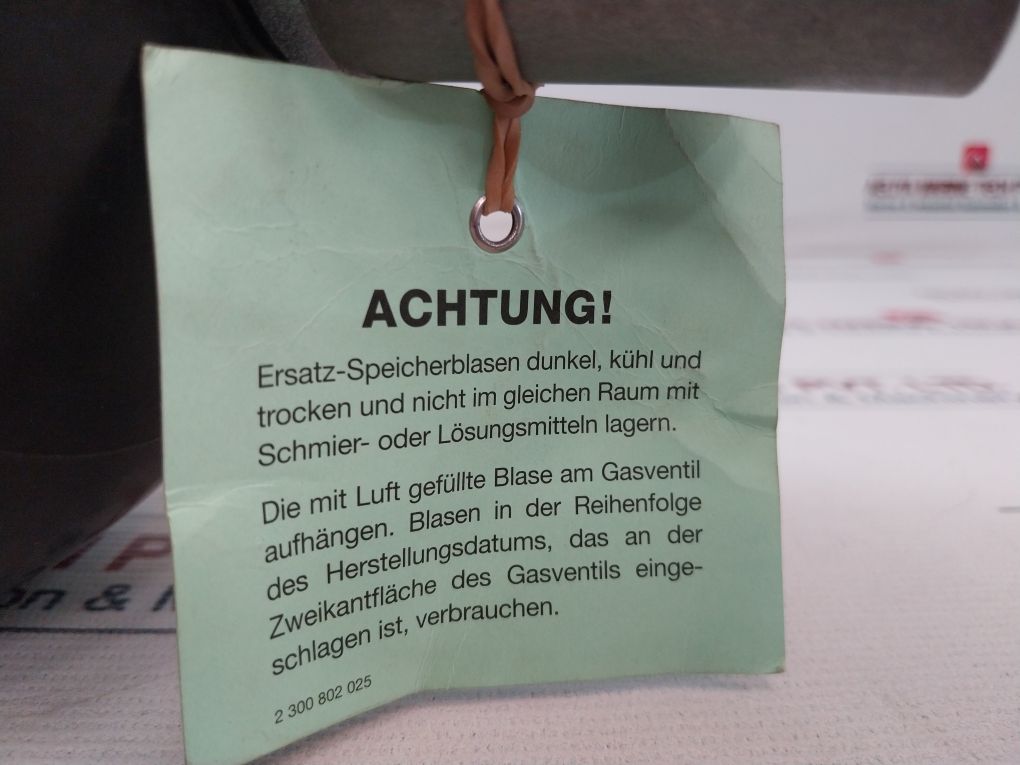 ACHTUNG!
Ersatz-Speicherblasen dunkel, kühl und
trocken und nicht im gleichen Raum mit
Schmier- oder Lösungsmitteln lagern.
Die mit Luft gefüllte Blase am Gasventil
aufhängen. Blasen in der Reihenfolge
des Herstellungsdatums, das an der
Zweikantfläche des Gasventils einge-
schlagen ist, verbrauchen.
2 300 802 025